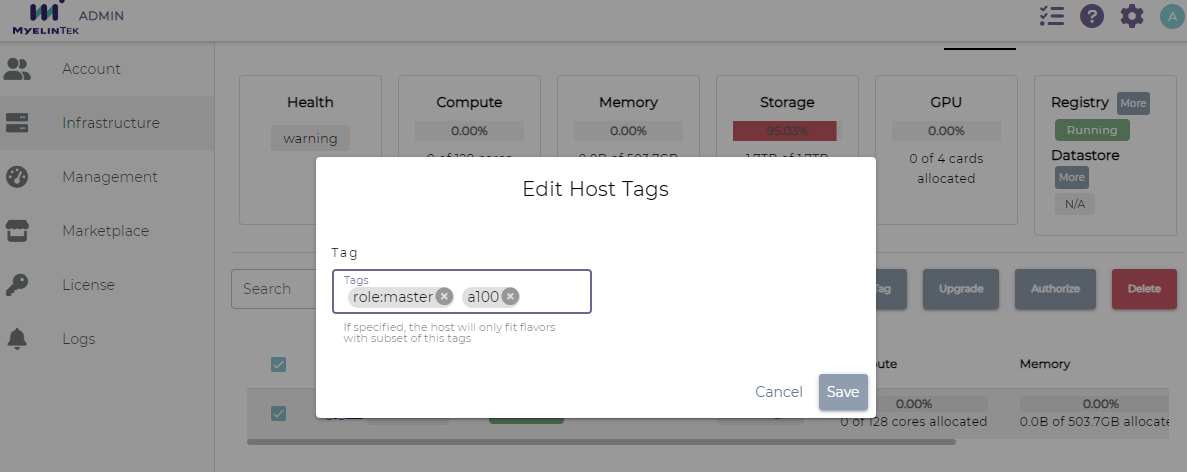 MYELINTEK ADMIN
? A
Account
Infrastructure
Management
Marketplace
License
Logs
Health
warning
Compute
0.00%
0 of 128 cores
Memory
0.00%
0.0B of 503.7GB
Storage
95.03%
1.7TB of 1.7TB
GPU
0.00%
0 of 4 cards
allocated
Registry More
Running
Datastore
More
N/A
Edit Host Tags
Tag
Tags
role:master a100
If specified, the host will only fit flavors
with subset of this tags
Cancel Save
Search
Tag Upgrade Authorize Delete
Memory
0.00% 0.00%
0 of 128 cores allocated 0.0B of 503.7GB allocate